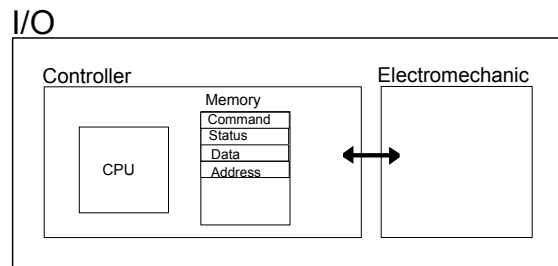 I/O
Controller
Electromechanic
Memory
Command
Status
Data
Address
CPU